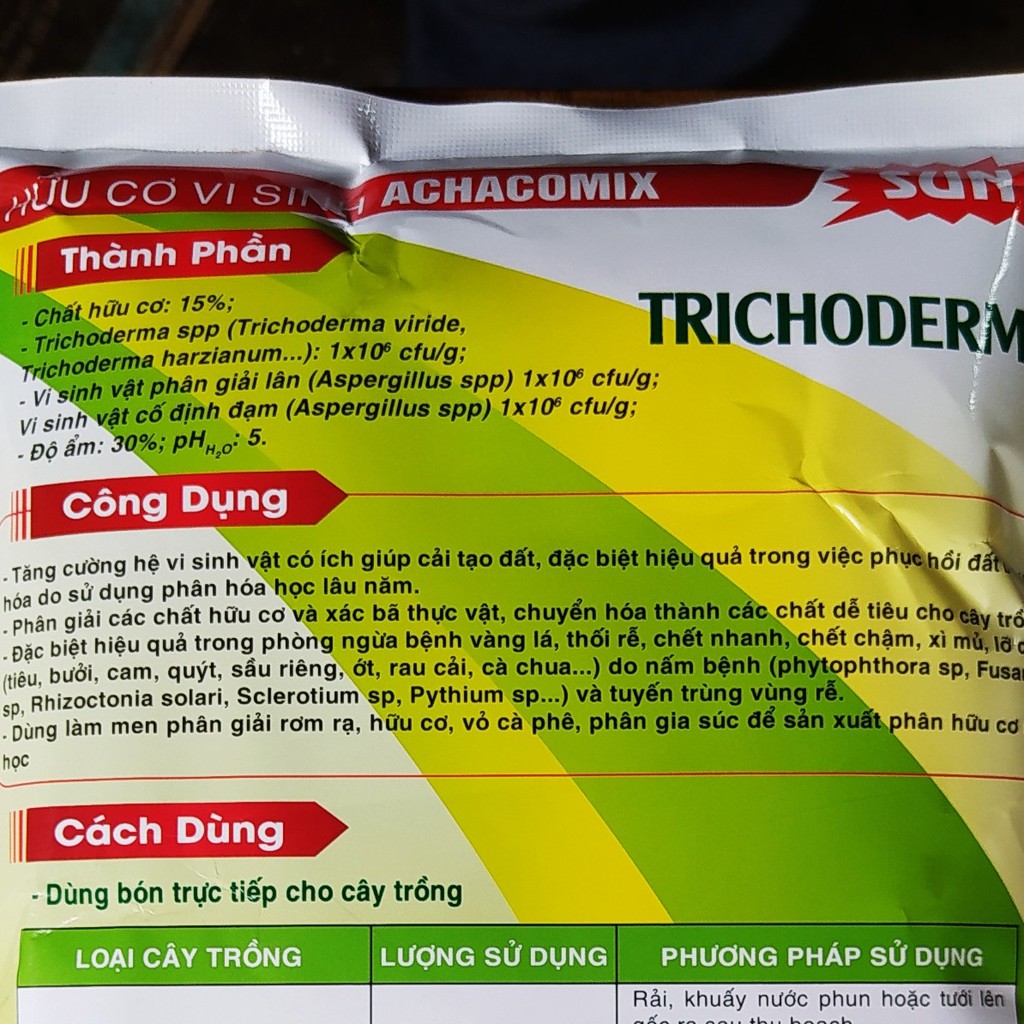 HỮU CƠ VI SINH ACHACOMIX
SUN
Thành Phần
TRICHODERM
- Chất hữu cơ: 15%;
- Trichoderma spp (Trichoderma viride,
Trichoderma harzianum...): 1x10⁶ cfu/g;
- Vi sinh vật phân giải lân (Aspergillus spp) 1x10⁶ cfu/g;
Vi sinh vật cố định đạm (Aspergillus spp) 1x10⁶ cfu/g;
- Độ ẩm: 30%; pH H₂O: 5.
Công Dụng
- Tăng cường hệ vi sinh vật có ích giúp cải tạo đất, đặc biệt hiệu quả trong việc phục hồi đất
hóa do sử dụng phân hóa học lâu năm.
- Phân giải các chất hữu cơ và xác bã thực vật, chuyển hóa thành các chất dễ tiêu cho cây trồ
- Đặc biệt hiệu quả trong phòng ngừa bệnh vàng lá, thối rễ, chết nhanh, chết chậm, xì mủ, lỡ c
(tiêu, bưởi, cam, quýt, sầu riêng, ớt, rau cải, cà chua...) do nấm bệnh (phytophthora sp, Fusa
sp, Rhizoctonia solari, Sclerotium sp, Pythium sp...) và tuyến trùng vùng rễ.
- Dùng làm men phân giải rơm rạ, hữu cơ, vỏ cà phê, phân gia súc để sản xuất phân hữu cơ
học
Cách Dùng
- Dùng bón trực tiếp cho cây trồng
LOẠI CÂY TRỒNG LƯỢNG SỬ DỤNG PHƯƠNG PHÁP SỬ DỤNG
Rải, khuấy nước phun hoặc tưới lên
gốc rạ sau thu hoạch